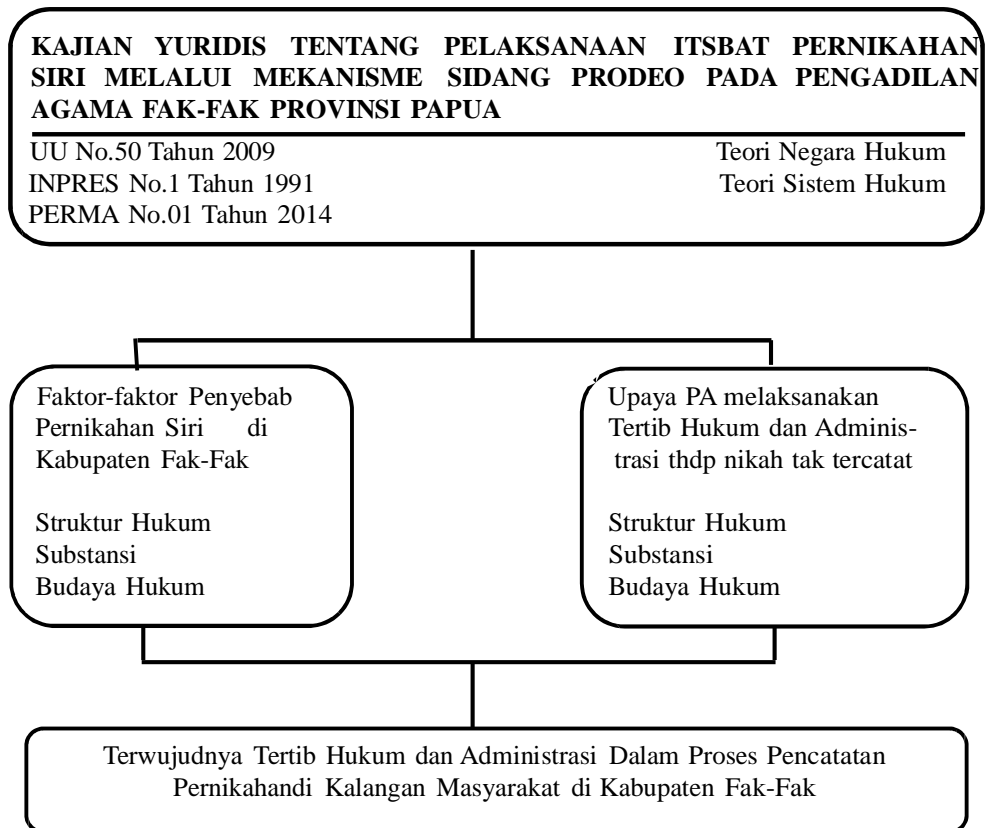 KAJIAN YURIDIS TENTANG PELAKSANAAN ITSBAT PERNIKAHAN
SIRI MELALUI MEKANISME SIDANG PRODEO PADA PENGADILAN
AGAMA FAK-FAK PROVINSI PAPUA
UU No.50 Tahun 2009
INPRES No.1 Tahun 1991
PERMA No.01 Tahun 2014
Teori Negara Hukum
Teori Sistem Hukum
Faktor-faktor Penyebab
Pernikahan Siri di
Kabupaten Fak-Fak
Struktur Hukum
Substansi
Budaya Hukum
Upaya PA melaksanakan
Tertib Hukum dan Adminis-
trasi thdp nikah tak tercatat
Struktur Hukum
Substansi
Budaya Hukum
Terwujudnya Tertib Hukum dan Administrasi Dalam Proses Pencatatan
Pernikahandi Kalangan Masyarakat di Kabupaten Fak-Fak